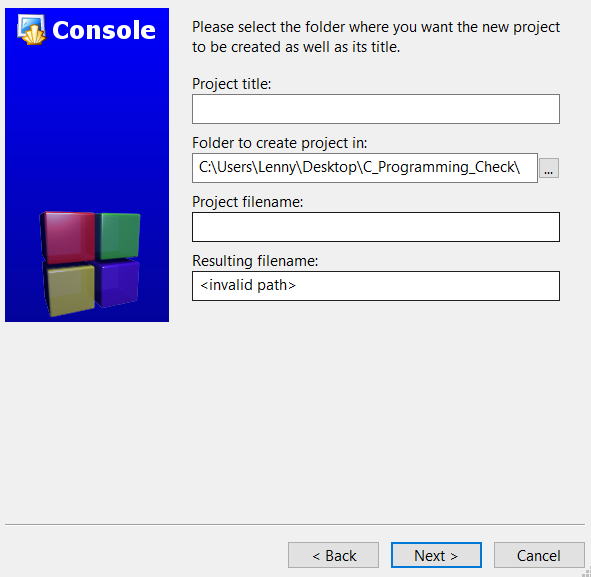 Console
Please select the folder where you want the new project
to be created as well as its title.
Project title:
Folder to create project in:
C:\Users\Lenny\Desktop\C_Programming_Check\
...
Project filename:
Resulting filename:
<invalid path>
< Back
Next >
Cancel